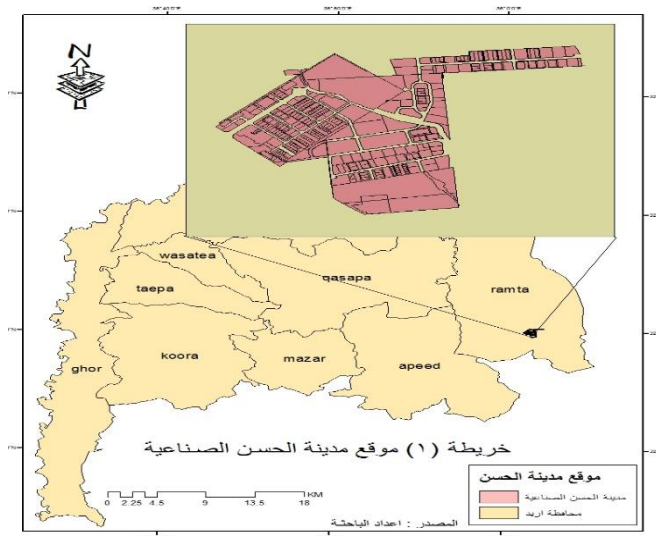 N
wasatea
qasapa
taepa
ramta
ghor
koora
mazar
apeed
خريطة (١) موقع مدينة الحسن الصناعية
KM
0 2.25 4.5 9 13.5 18
موقع مدينة الحسن
مدينة الحسن الصناعية
محافظة اربد
المصدر : اعداد الباحثة